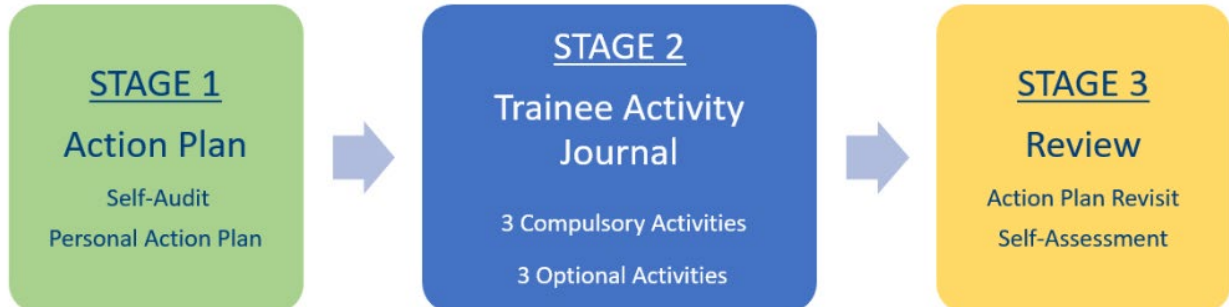 STAGE 1
Action Plan
Self-Audit
Personal Action Plan
STAGE 2
Trainee Activity
Journal
3 Compulsory Activities
3 Optional Activities
STAGE 3
Review
Action Plan Revisit
Self-Assessment